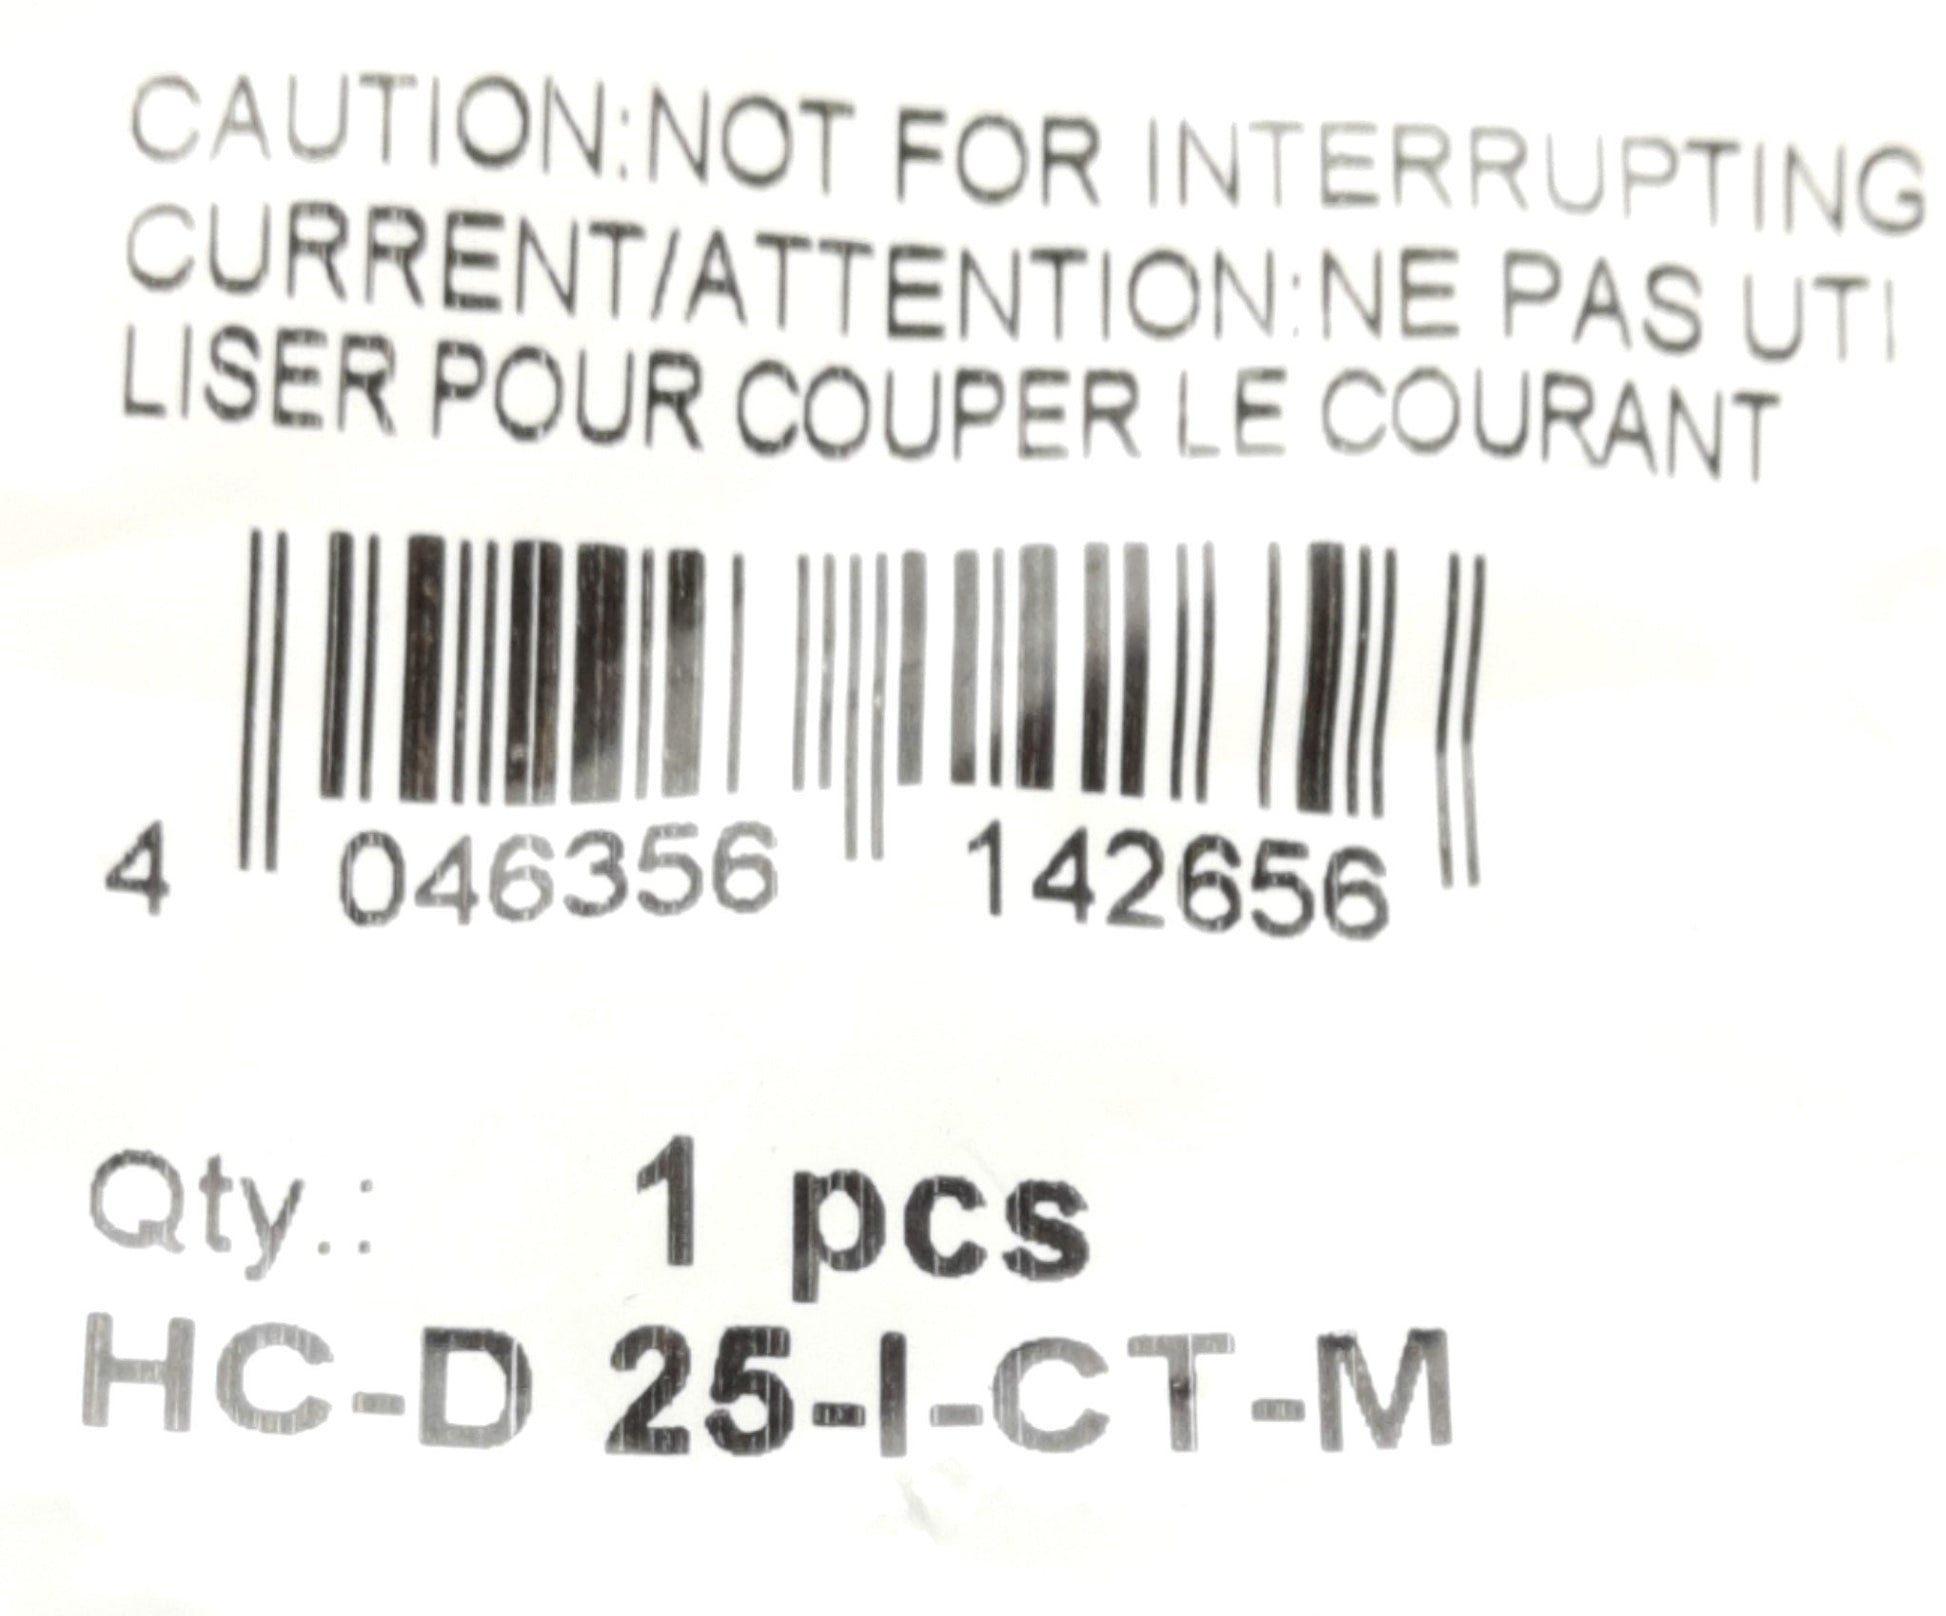 CAUTION:NOT FOR INTERRUPTING
CURRENT/ATTENTION:NE PAS UTI
LISER POUR COUPER LE COURANT
4 046356 142656
Qty.: 1 pcs
HC-D 25-I-CT-M